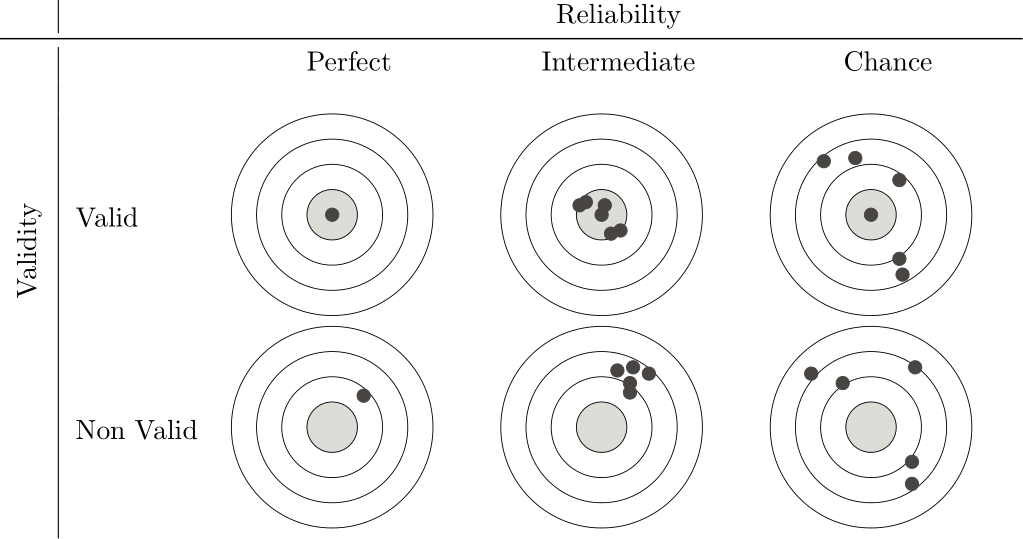 Reliability
Perfect Intermediate Chance
Validity
Valid
Non Valid